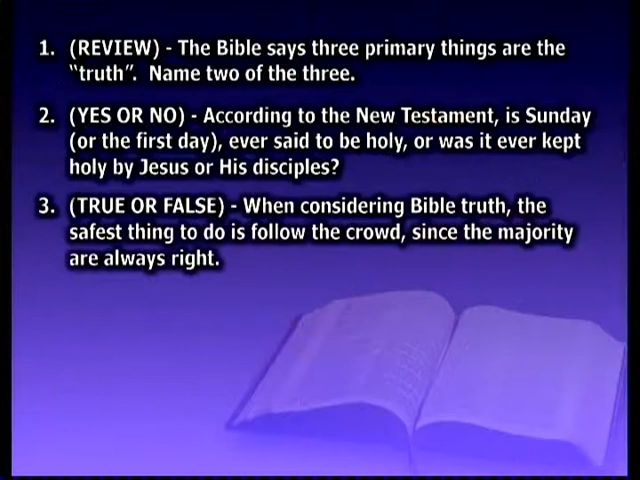 1. (REVIEW) - The Bible says three primary things are the
"truth". Name two of the three.
2. (YES OR NO) - According to the New Testament, is Sunday
(or the first day), ever said to be holy, or was it ever kept
holy by Jesus or His disciples?
3. (TRUE OR FALSE) - When considering Bible truth, the
safest thing to do is follow the crowd, since the majority
are always right.